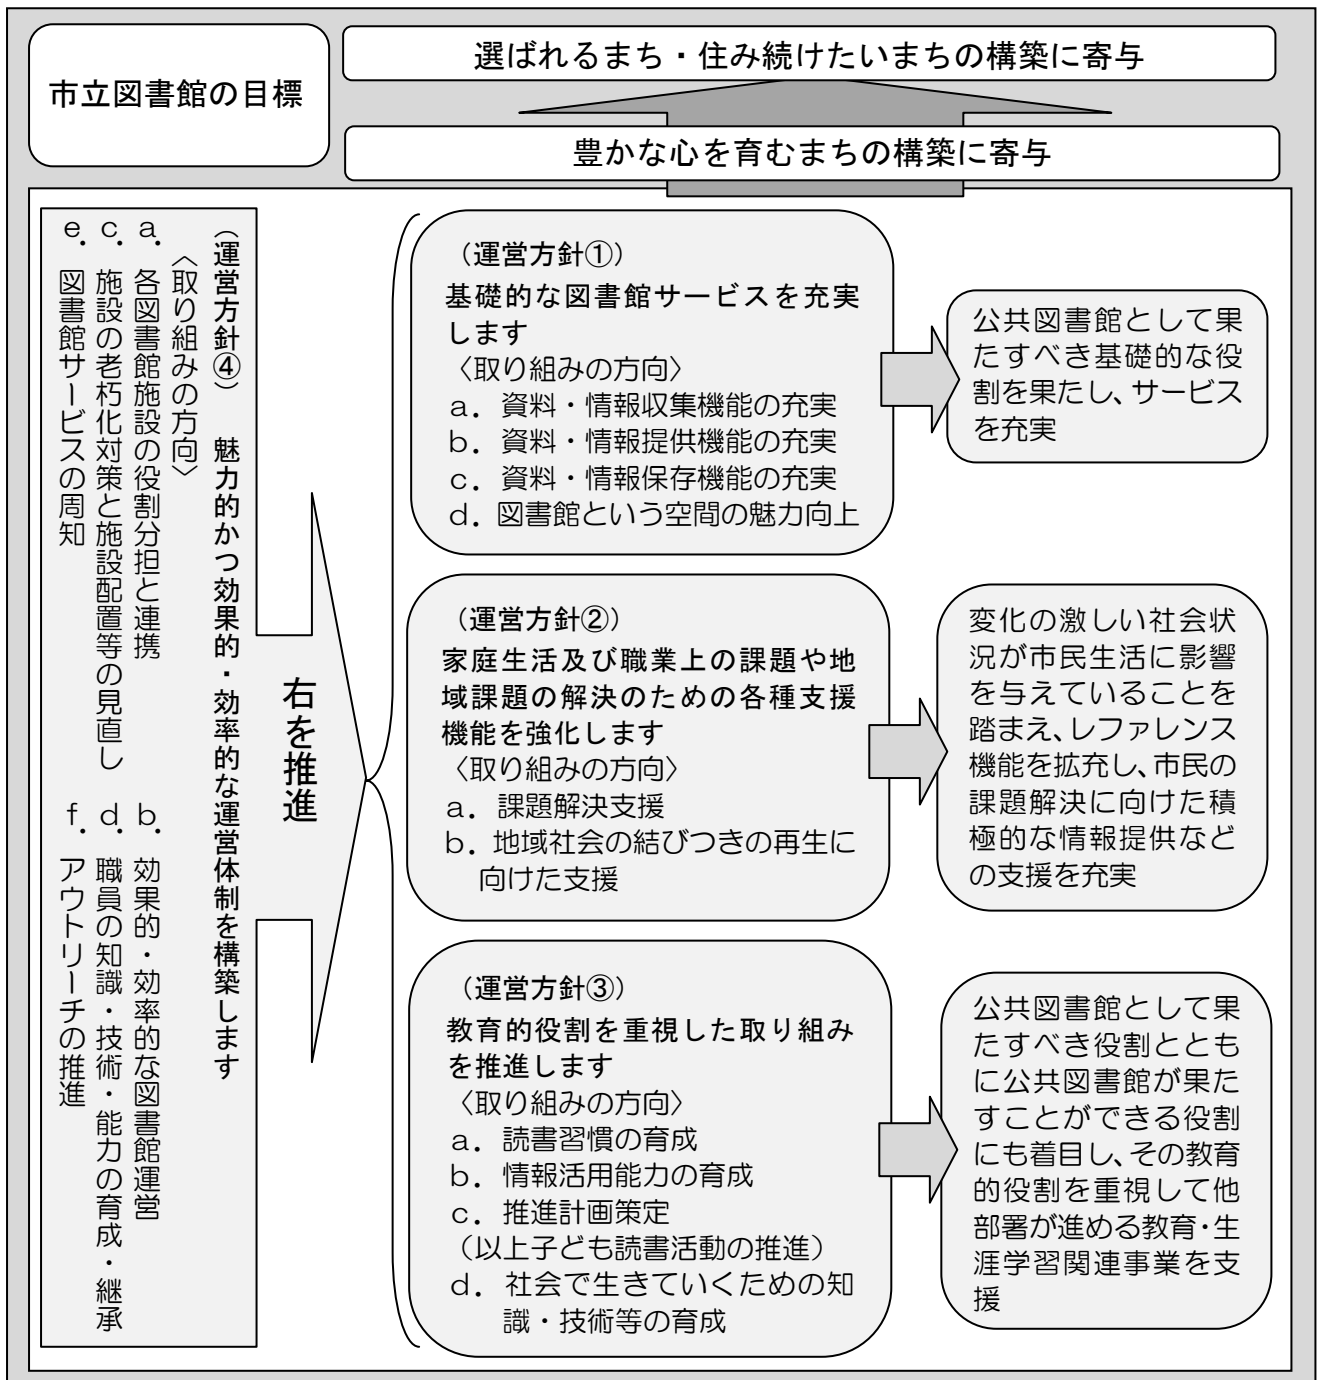 市立図書館の目標
選ばれるまち・住み続けたいまちの構築に寄与
豊かな心を育むまちの構築に寄与
（運営方針④）　魅力的かつ効果的・効率的な運営体制を構築します
〈取り組みの方向〉
a．各図書館施設の役割分担と連携　b．効果的・効率的な図書館運営
c．施設の老朽化対策と施設配置等の見直し　d．職員の知識・技術・能力の育成・継承
e．図書館サービスの周知　f．アウトリーチの推進
右を推進
（運営方針①）
基礎的な図書館サービスを充実
します
〈取り組みの方向〉
a．資料・情報収集機能の充実
b．資料・情報提供機能の充実
c．資料・情報保存機能の充実
d．図書館という空間の魅力向上
公共図書館として果
たすべき基礎的な役
割を果たし、サービス
を充実
（運営方針②）
家庭生活及び職業上の課題や地
域課題の解決のための各種支援
機能を強化します
〈取り組みの方向〉
a．課題解決支援
b．地域社会の結びつきの再生に
向けた支援
変化の激しい社会状
況が市民生活に影響
を与えていることを
踏まえ、レファレンス
機能を拡充し、市民の
課題解決に向けた積
極的な情報提供など
の支援を充実
（運営方針③）
教育的役割を重視した取り組み
を推進します
〈取り組みの方向〉
a．読書習慣の育成
b．情報活用能力の育成
c．推進計画策定
（以上子ども読書活動の推進）
d．社会で生きていくための知
識・技術等の育成
公共図書館として果
たすべき役割ととも
に公共図書館が果た
すことができる役割
にも着目し、その教育
的役割を重視して他
部署が進める教育・生
涯学習関連事業を支
援